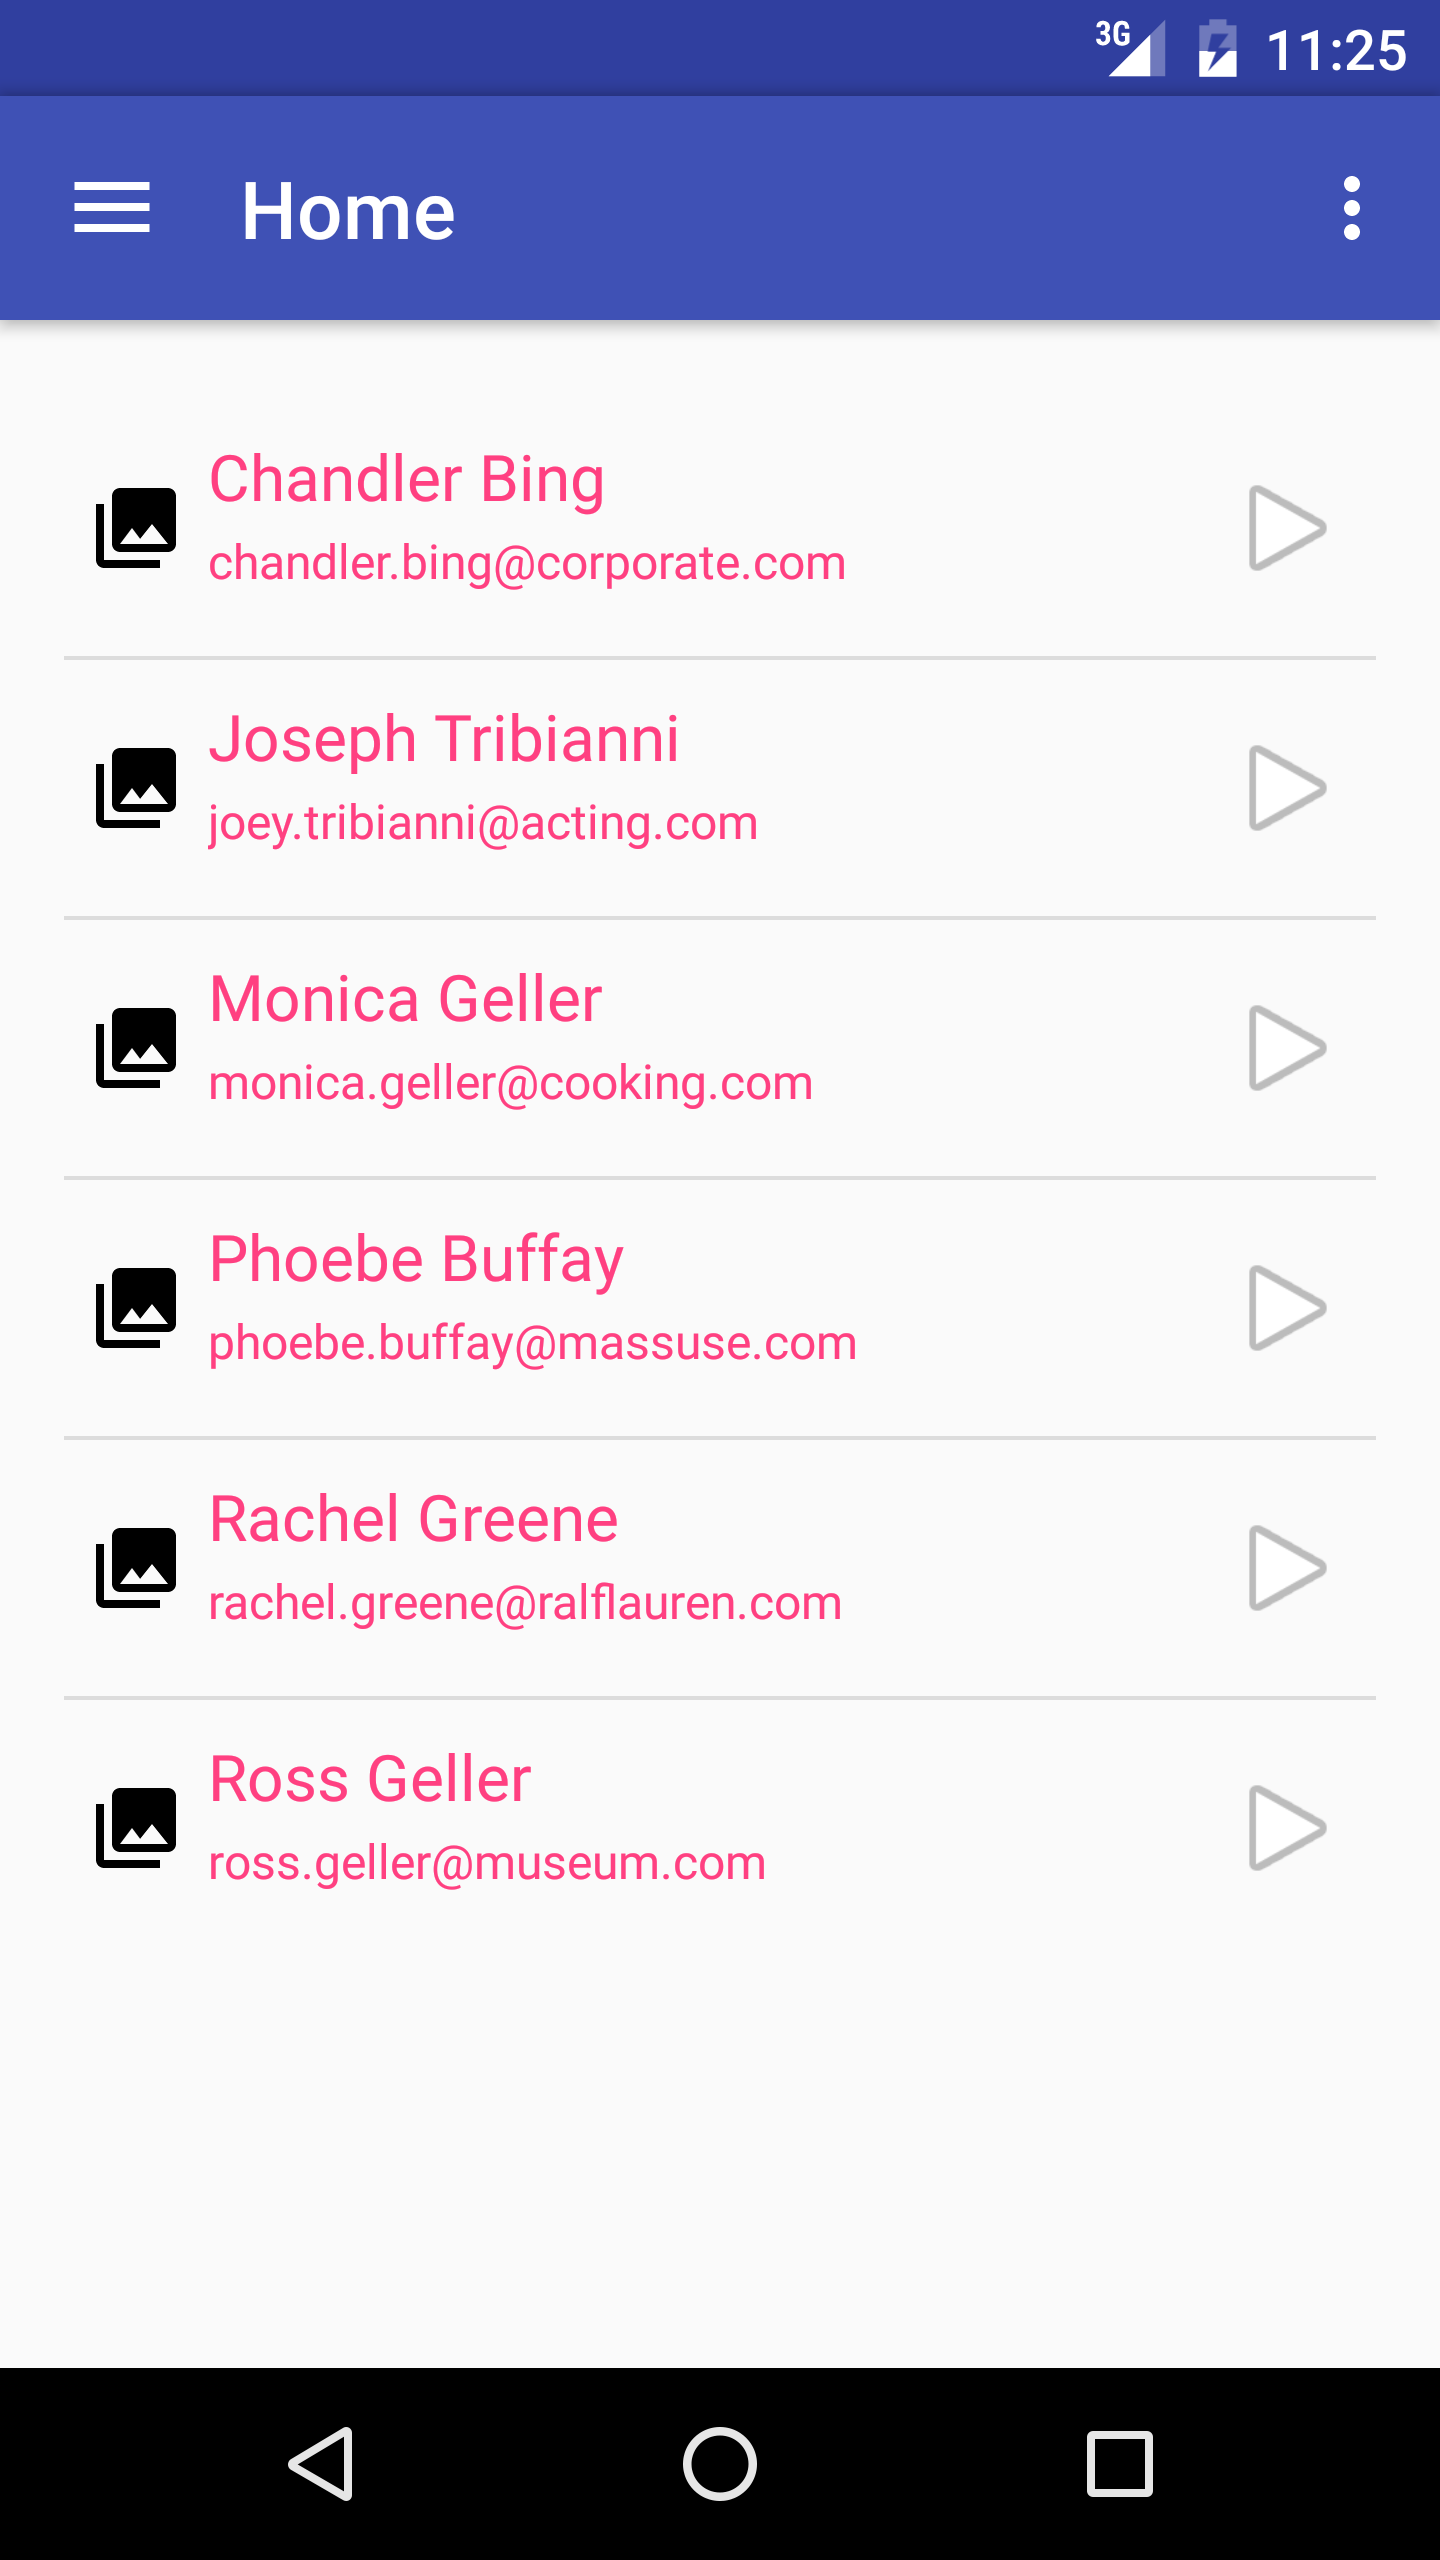 3G 11:25
Home
Chandler Bing
chandler.bing@corporate.com
Joseph Tribianni
joey.tribianni@acting.com
Monica Geller
monica.geller@cooking.com
Phoebe Buffay
phoebe.buffay@massuse.com
Rachel Greene
rachel.greene@ralflauren.com
Ross Geller
ross.geller@museum.com